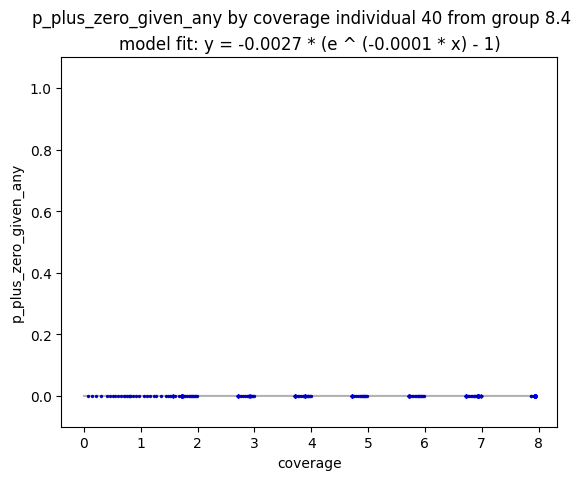 p_plus_zero_given_any by coverage individual 40 from group 8.4
model fit: y = -0.0027 * (e ^ (-0.0001 * x) - 1)
1.0
0.8
0.6
0.4
0.2
0.0
p_plus_zero_given_any
0 1 2 3 4 5 6 7 8
coverage